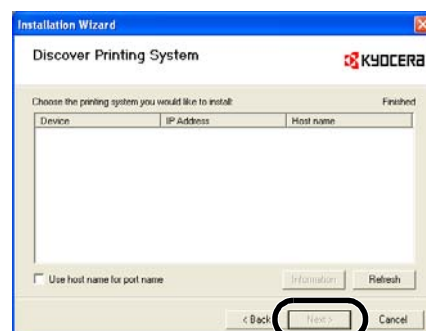 Installation Wizard
Discover Printing System
KYOCERA
Choose the printing system you would like to install: Finished
Device IP Address Host name
Use host name for port name Information Refresh
< Back Next > Cancel